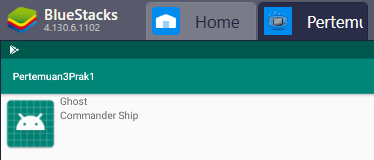 BlueStacks
4.130.6.1102
Home
Pertemu
Pertemuan3Prak1
Ghost
Commander Ship